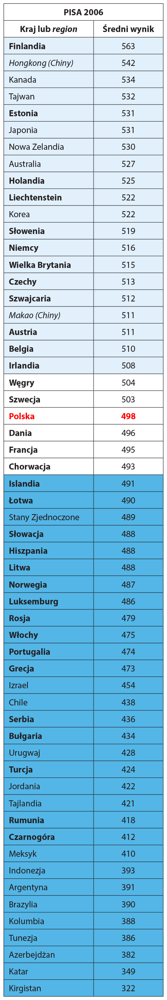 PISA 2006
Kraj lub region Średni wynik
Finlandia 563
Hongkong (Chiny) 542
Kanada 534
Tajwan 532
Estonia 531
Japonia 531
Nowa Zelandia 530
Australia 527
Holandia 525
Liechtenstein 522
Korea 522
Słowenia 519
Niemcy 516
Wielka Brytania 515
Czechy 513
Szwajcaria 512
Makao (Chiny) 511
Austria 511
Belgia 510
Irlandia 508
Węgry 504
Szwecja 503
Polska 498
Dania 496
Francja 495
Chorwacja 493
Islandia 491
Łotwa 490
Stany Zjednoczone 489
Słowacja 488
Hiszpania 488
Litwa 488
Norwegia 487
Luksemburg 486
Rosja 479
Włochy 475
Portugalia 474
Grecja 473
Izrael 454
Chile 438
Serbia 436
Bułgaria 434
Urugwaj 428
Turcja 424
Jordania 422
Tajlandia 421
Rumunia 418
Czarnogóra 412
Meksyk 410
Indonezja 393
Argentyna 391
Brazylia 390
Kolumbia 388
Tunezja 386
Azerbejdżan 382
Katar 349
Kirgistan 322